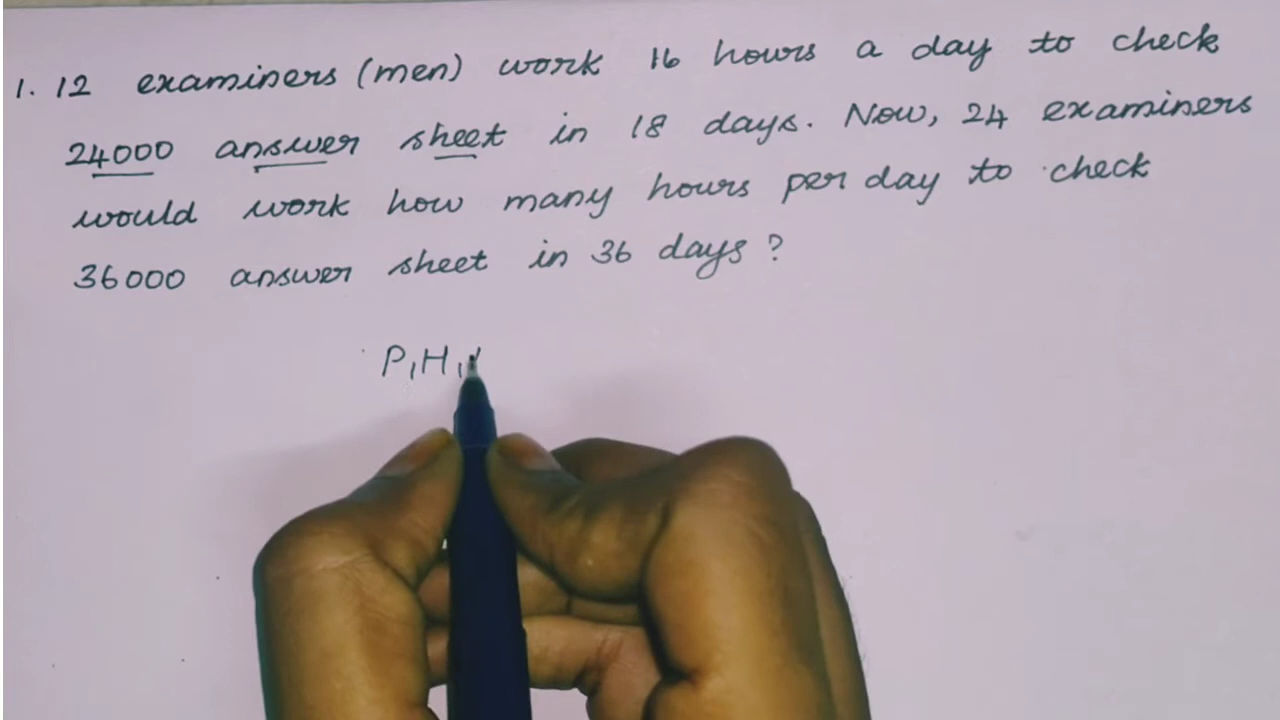 1. 12 examiners (men) work 16 hours a day to check
24000 answer sheet in 18 days. Now, 24 examiners
would work how many hours per day to check
36000 answer sheet in 36 days ?
P₁H₁